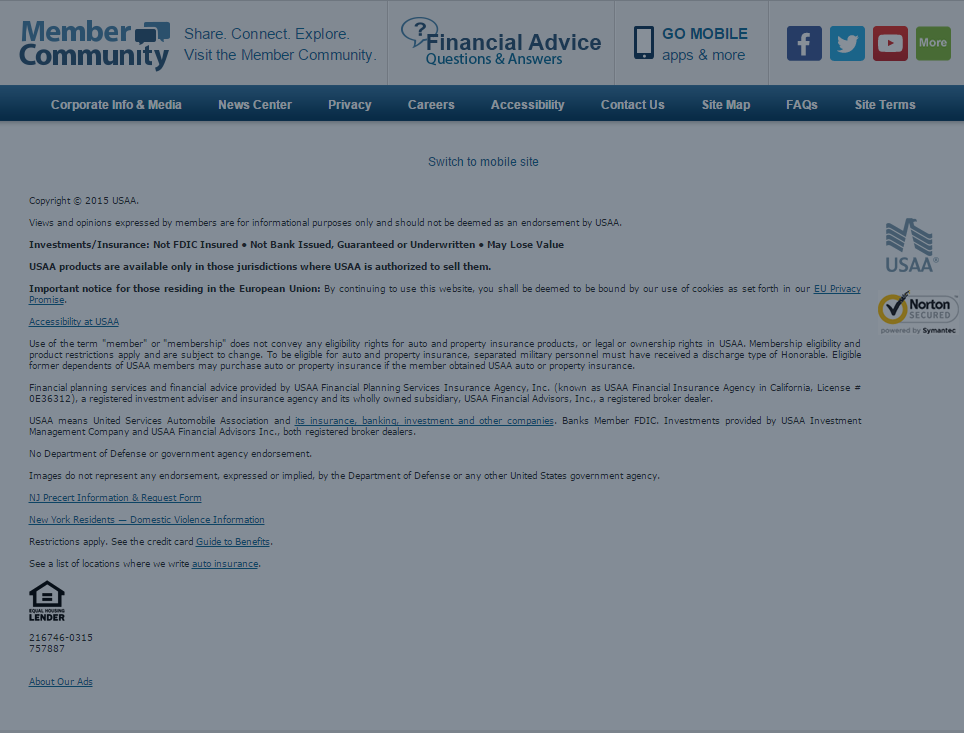 Member Community
Share. Connect. Explore.
Visit the Member Community.
? Financial Advice
Questions & Answers
GO MOBILE
apps & more
f
More
Corporate Info & Media News Center Privacy Careers Accessibility Contact Us Site Map FAQs Site Terms
Switch to mobile site
Copyright © 2015 USAA.
Views and opinions expressed by members are for informational purposes only and should not be deemed as an endorsement by USAA.
Investments/Insurance: Not FDIC Insured • Not Bank Issued, Guaranteed or Underwritten • May Lose Value
USAA products are available only in those jurisdictions where USAA is authorized to sell them.
Important notice for those residing in the European Union: By continuing to use this website, you shall be deemed to be bound by our use of cookies as set forth in our EU Privacy
Promise.
Accessibility at USAA
Use of the term "member" or "membership" does not convey any eligibility rights for auto and property insurance products, or legal or ownership rights in USAA. Membership eligibility and
product restrictions apply and are subject to change. To be eligible for auto and property insurance, separated military personnel must have received a discharge type of Honorable. Eligible
former dependents of USAA members may purchase auto or property insurance if the member obtained USAA auto or property insurance.
Financial planning services and financial advice provided by USAA Financial Planning Services Insurance Agency, Inc. (known as USAA Financial Insurance Agency in California, License #
0E36312), a registered investment adviser and insurance agency and its wholly owned subsidiary, USAA Financial Advisors, Inc., a registered broker dealer.
USAA means United Services Automobile Association and its insurance, banking, investment and other companies. Banks Member FDIC. Investments provided by USAA Investment
Management Company and USAA Financial Advisors Inc., both registered broker dealers.
No Department of Defense or government agency endorsement.
Images do not represent any endorsement, expressed or implied, by the Department of Defense or any other United States government agency.
NJ Precert Information & Request Form
New York Residents — Domestic Violence Information
Restrictions apply. See the credit card Guide to Benefits.
See a list of locations where we write auto insurance.
EQUAL HOUSING
LENDER
216746-0315
757887
About Our Ads
USAA®
Norton
SECURED
powered by Symantec